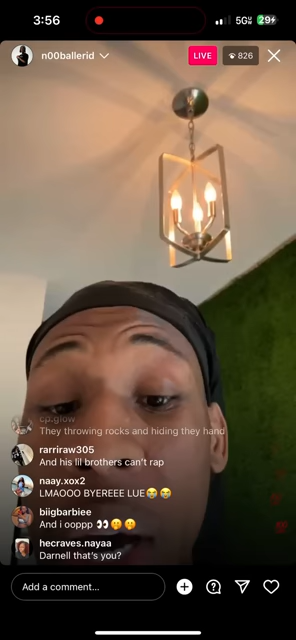 3:56
5G
29
n00ballerid
LIVE
826
cp.glow
They throwing rocks and hiding they hand
rarriraw305
And his lil brothers can't rap
naay.xox2
LMAOOO BYEREEE LUE😭😭
biigbarbiee
And i ooppp 👀🤭🤭
hecraves.nayaa
Darnell that's you?
Add a comment...